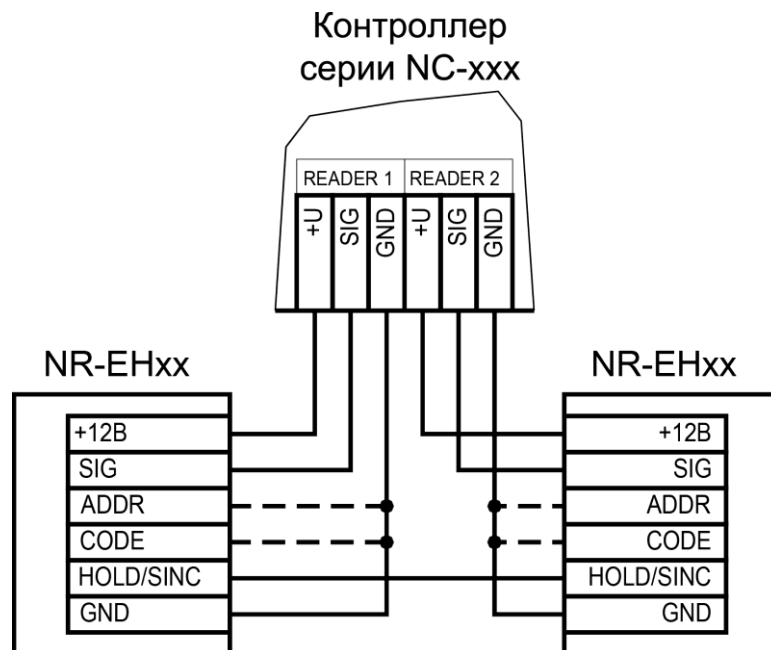 Контроллер
серии NC-xxx
READER 1 READER 2
+U SIG GND +U SIG GND
NR-EHxx NR-EHxx
+12В +12В
SIG SIG
ADDR ADDR
CODE CODE
HOLD/SINC HOLD/SINC
GND GND